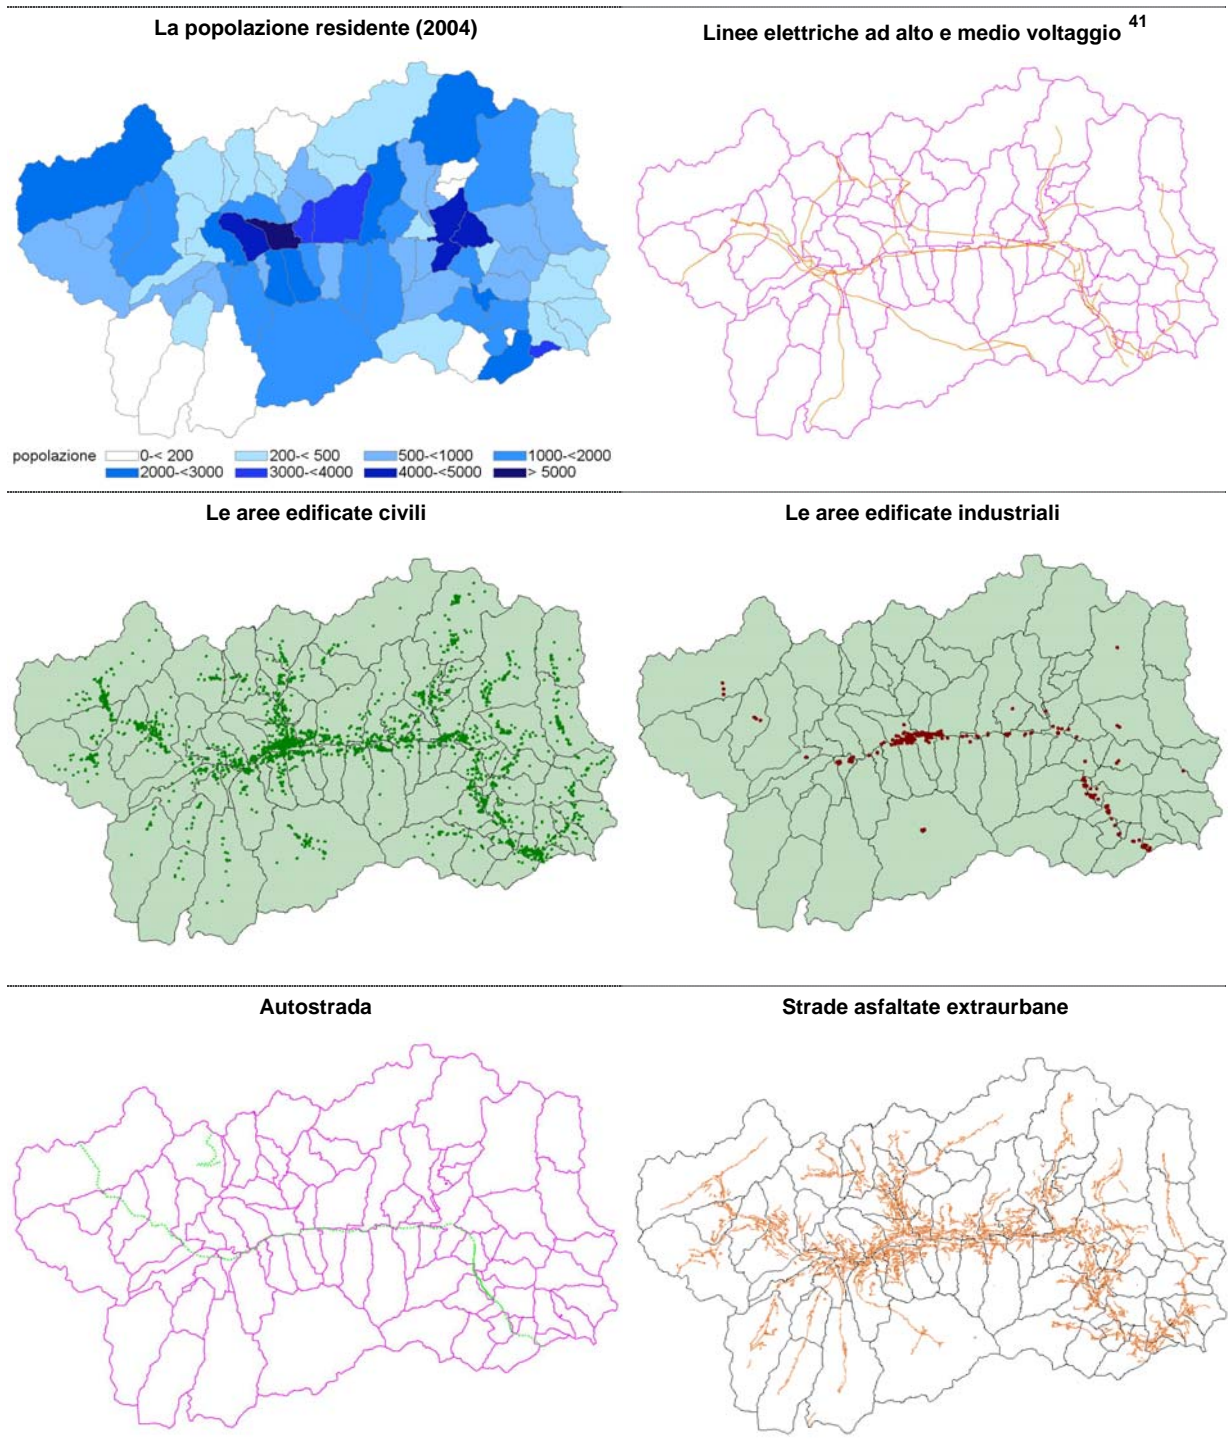 La popolazione residente (2004)
Linee elettriche ad alto e medio voltaggio 41
popolazione 0-< 200 200-< 500 500-<1000 1000-<2000
2000-<3000 3000-<4000 4000-<5000 > 5000
Le aree edificate civili
Le aree edificate industriali
Autostrada
Strade asfaltate extraurbane